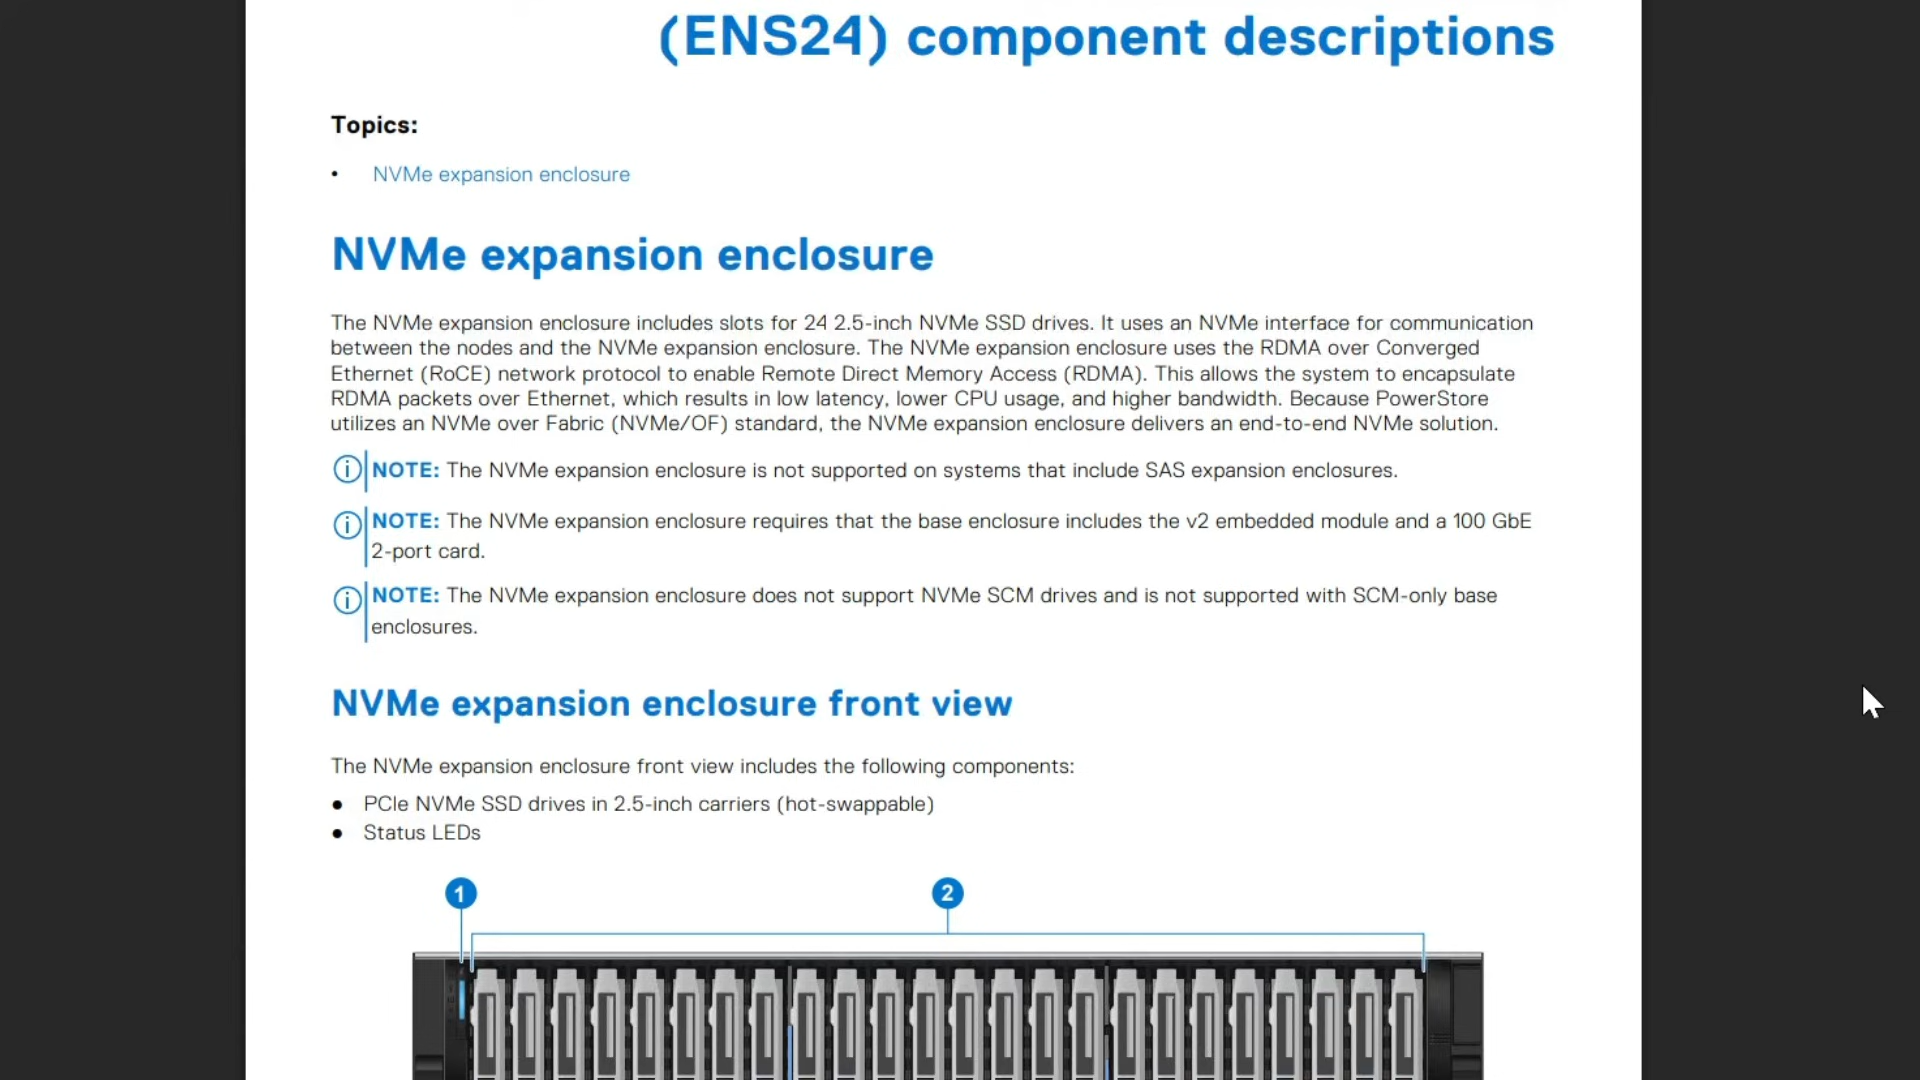 (ENS24) component descriptions
Topics:
• NVMe expansion enclosure
NVMe expansion enclosure
The NVMe expansion enclosure includes slots for 24 2.5-inch NVMe SSD drives. It uses an NVMe interface for communication
between the nodes and the NVMe expansion enclosure. The NVMe expansion enclosure uses the RDMA over Converged
Ethernet (RoCE) network protocol to enable Remote Direct Memory Access (RDMA). This allows the system to encapsulate
RDMA packets over Ethernet, which results in low latency, lower CPU usage, and higher bandwidth. Because PowerStore
utilizes an NVMe over Fabric (NVMe/OF) standard, the NVMe expansion enclosure delivers an end-to-end NVMe solution.
NOTE: The NVMe expansion enclosure is not supported on systems that include SAS expansion enclosures.
NOTE: The NVMe expansion enclosure requires that the base enclosure includes the v2 embedded module and a 100 GbE
2-port card.
NOTE: The NVMe expansion enclosure does not support NVMe SCM drives and is not supported with SCM-only base
enclosures.
NVMe expansion enclosure front view
The NVMe expansion enclosure front view includes the following components:
● PCIe NVMe SSD drives in 2.5-inch carriers (hot-swappable)
● Status LEDs
1 2